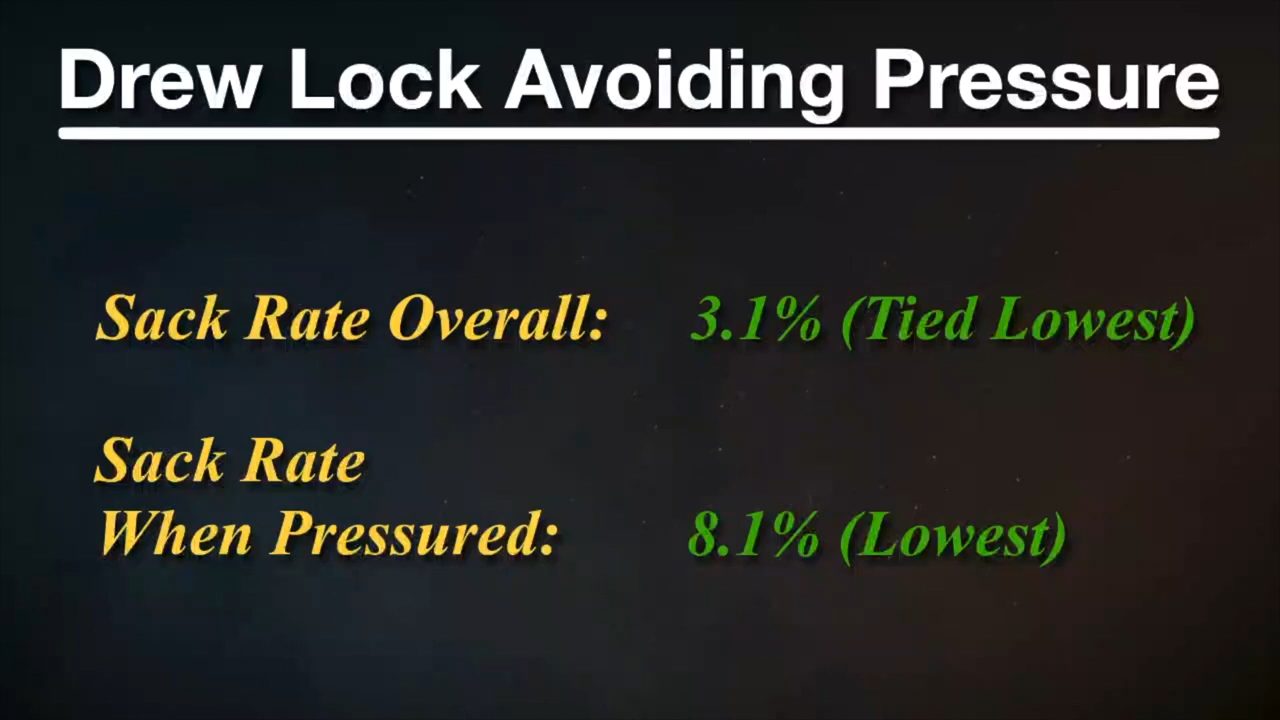 Drew Lock Avoiding Pressure
Sack Rate Overall: 3.1% (Tied Lowest)
Sack Rate
When Pressured: 8.1% (Lowest)